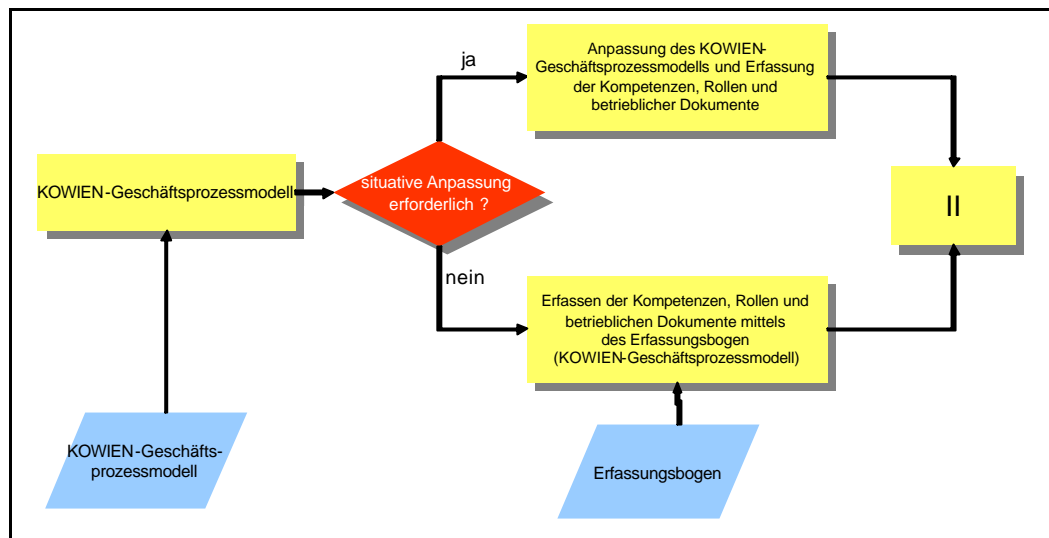 ja
Anpassung des KOWIEN-
Geschäftsprozessmodells und Erfassung
der Kompetenzen, Rollen und
betrieblicher Dokumente
KOWIEN-Geschäftsprozessmodell
situative Anpassung
erforderlich ?
II
nein
Erfassen der Kompetenzen, Rollen und
betrieblichen Dokumente mittels
des Erfassungsbogen
(KOWIEN-Geschäftsprozessmodell)
KOWIEN-Geschäfts-
prozessmodell
Erfassungsbogen